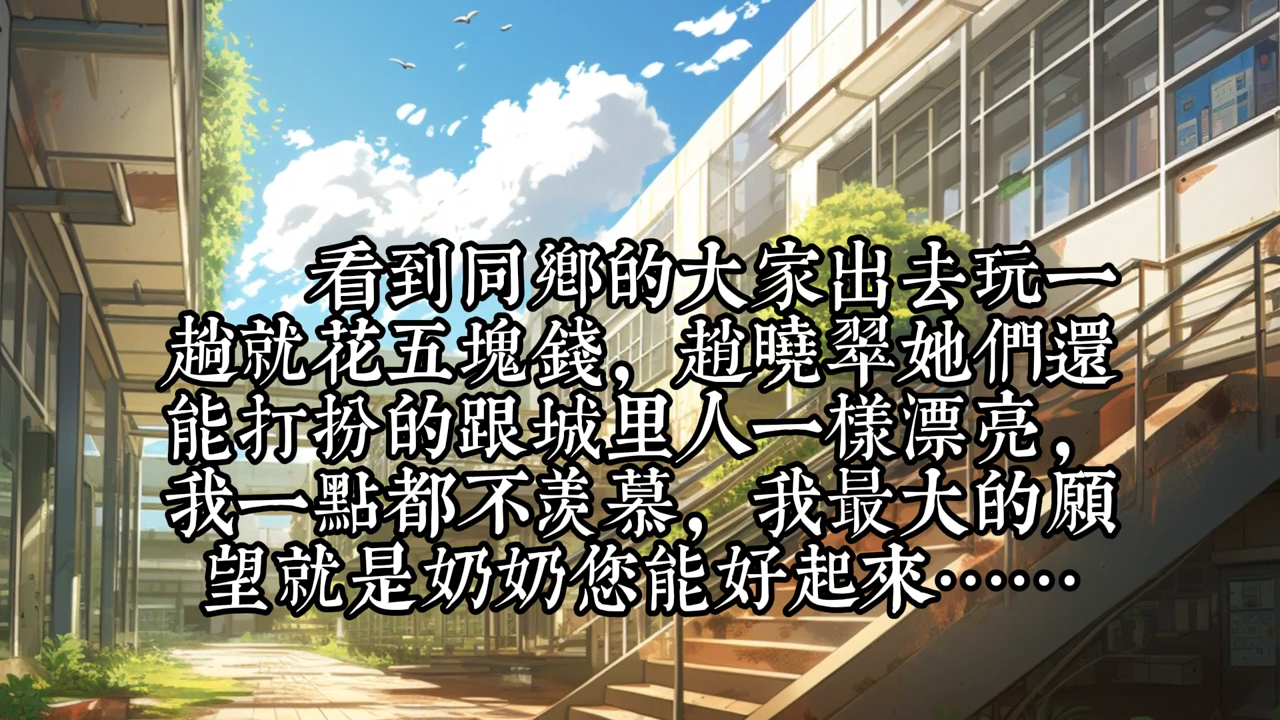 看到同鄉的大家出去玩一
趟就花五塊錢，趙曉翠她們還
能打扮的跟城里人一樣漂亮，
我一點都不羨慕，我最大的願
望就是奶奶您能好起來……